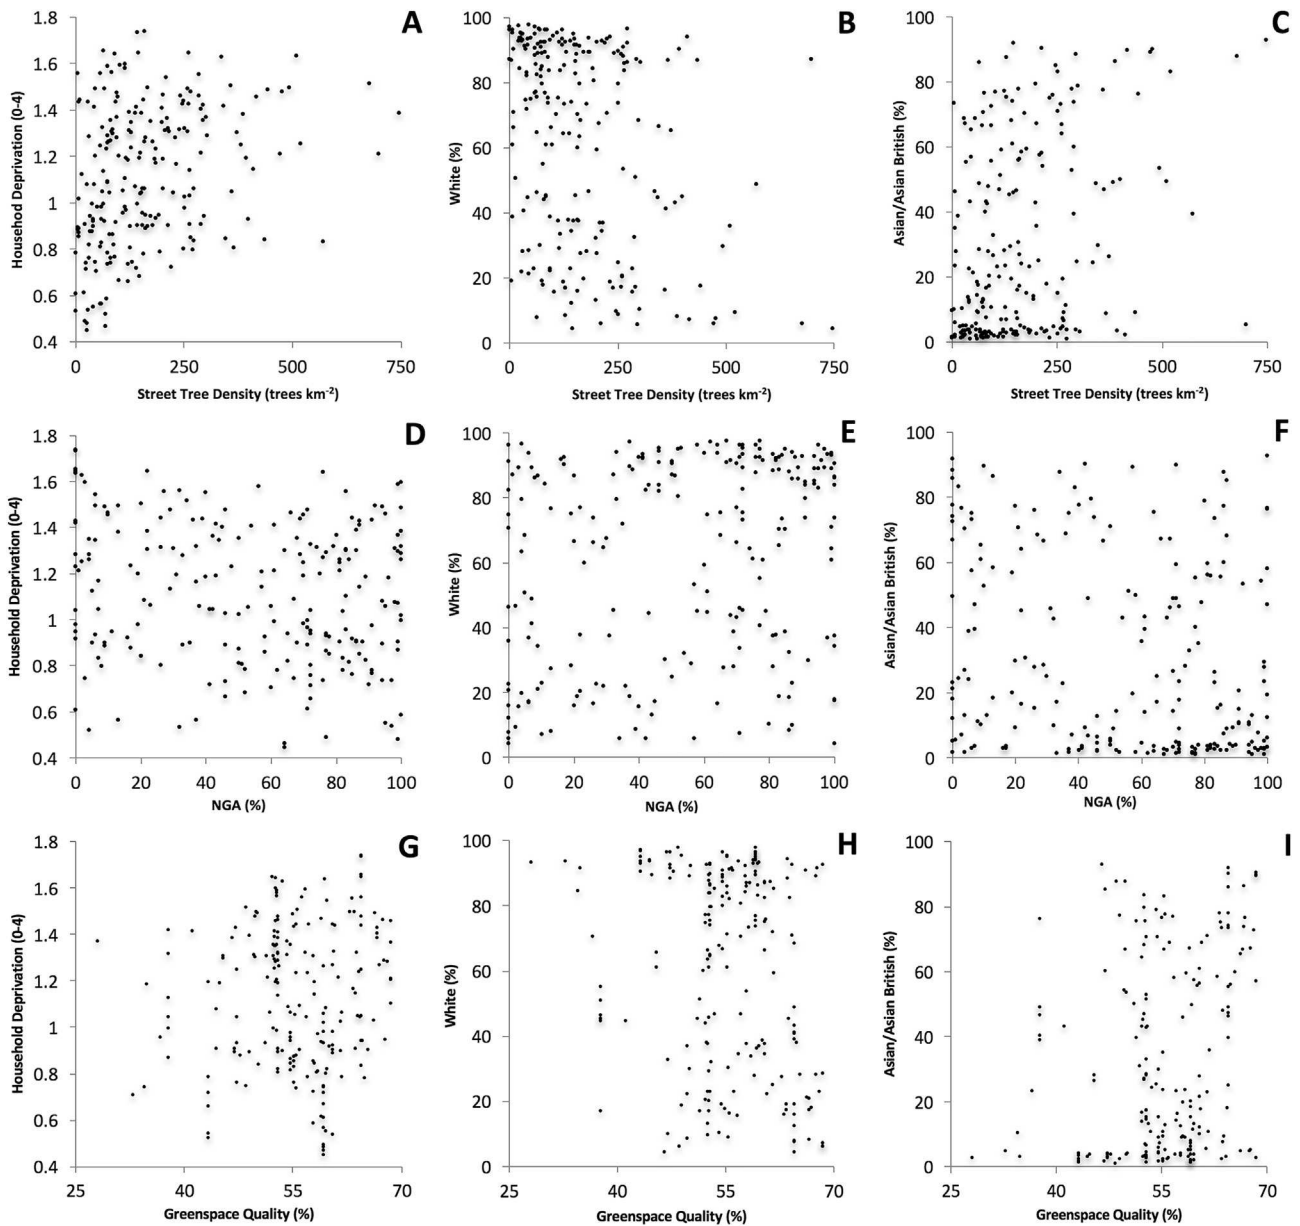 A
Househod Deprivation (0-4)
1.8
1.6
1.4
1.2
1
0.8
0.6
0.4
0 250 500 750
Street Tree Density (trees km-2)
B
White (%)
100
80
60
40
20
0
0 250 500 750
Street Tree Density (trees km-2)
C
Asian/Asian British (%)
100
80
60
40
20
0
0 250 500 750
Street Tree Density (trees km-2)
D
Household Deprivation (0-4)
1.8
1.6
1.4
1.2
1
0.8
0.6
0.4
0 20 40 60 80 100
NGA (%)
E
White (%)
100
80
60
40
20
0
0 20 40 60 80 100
NGA (%)
F
Asian/Asian British (%)
100
80
60
40
20
0
0 20 40 60 80 100
NGA (%)
G
Household Deprivation (0-4)
1.8
1.6
1.4
1.2
1
0.8
0.6
0.4
25 40 55 70
Greenspace Quality (%)
H
White (%)
100
80
60
40
20
0
25 40 55 70
Greenspace Quality (%)
I
Asian/Asian British (%)
100
80
60
40
20
0
25 40 55 70
Greenspace Quality (%)